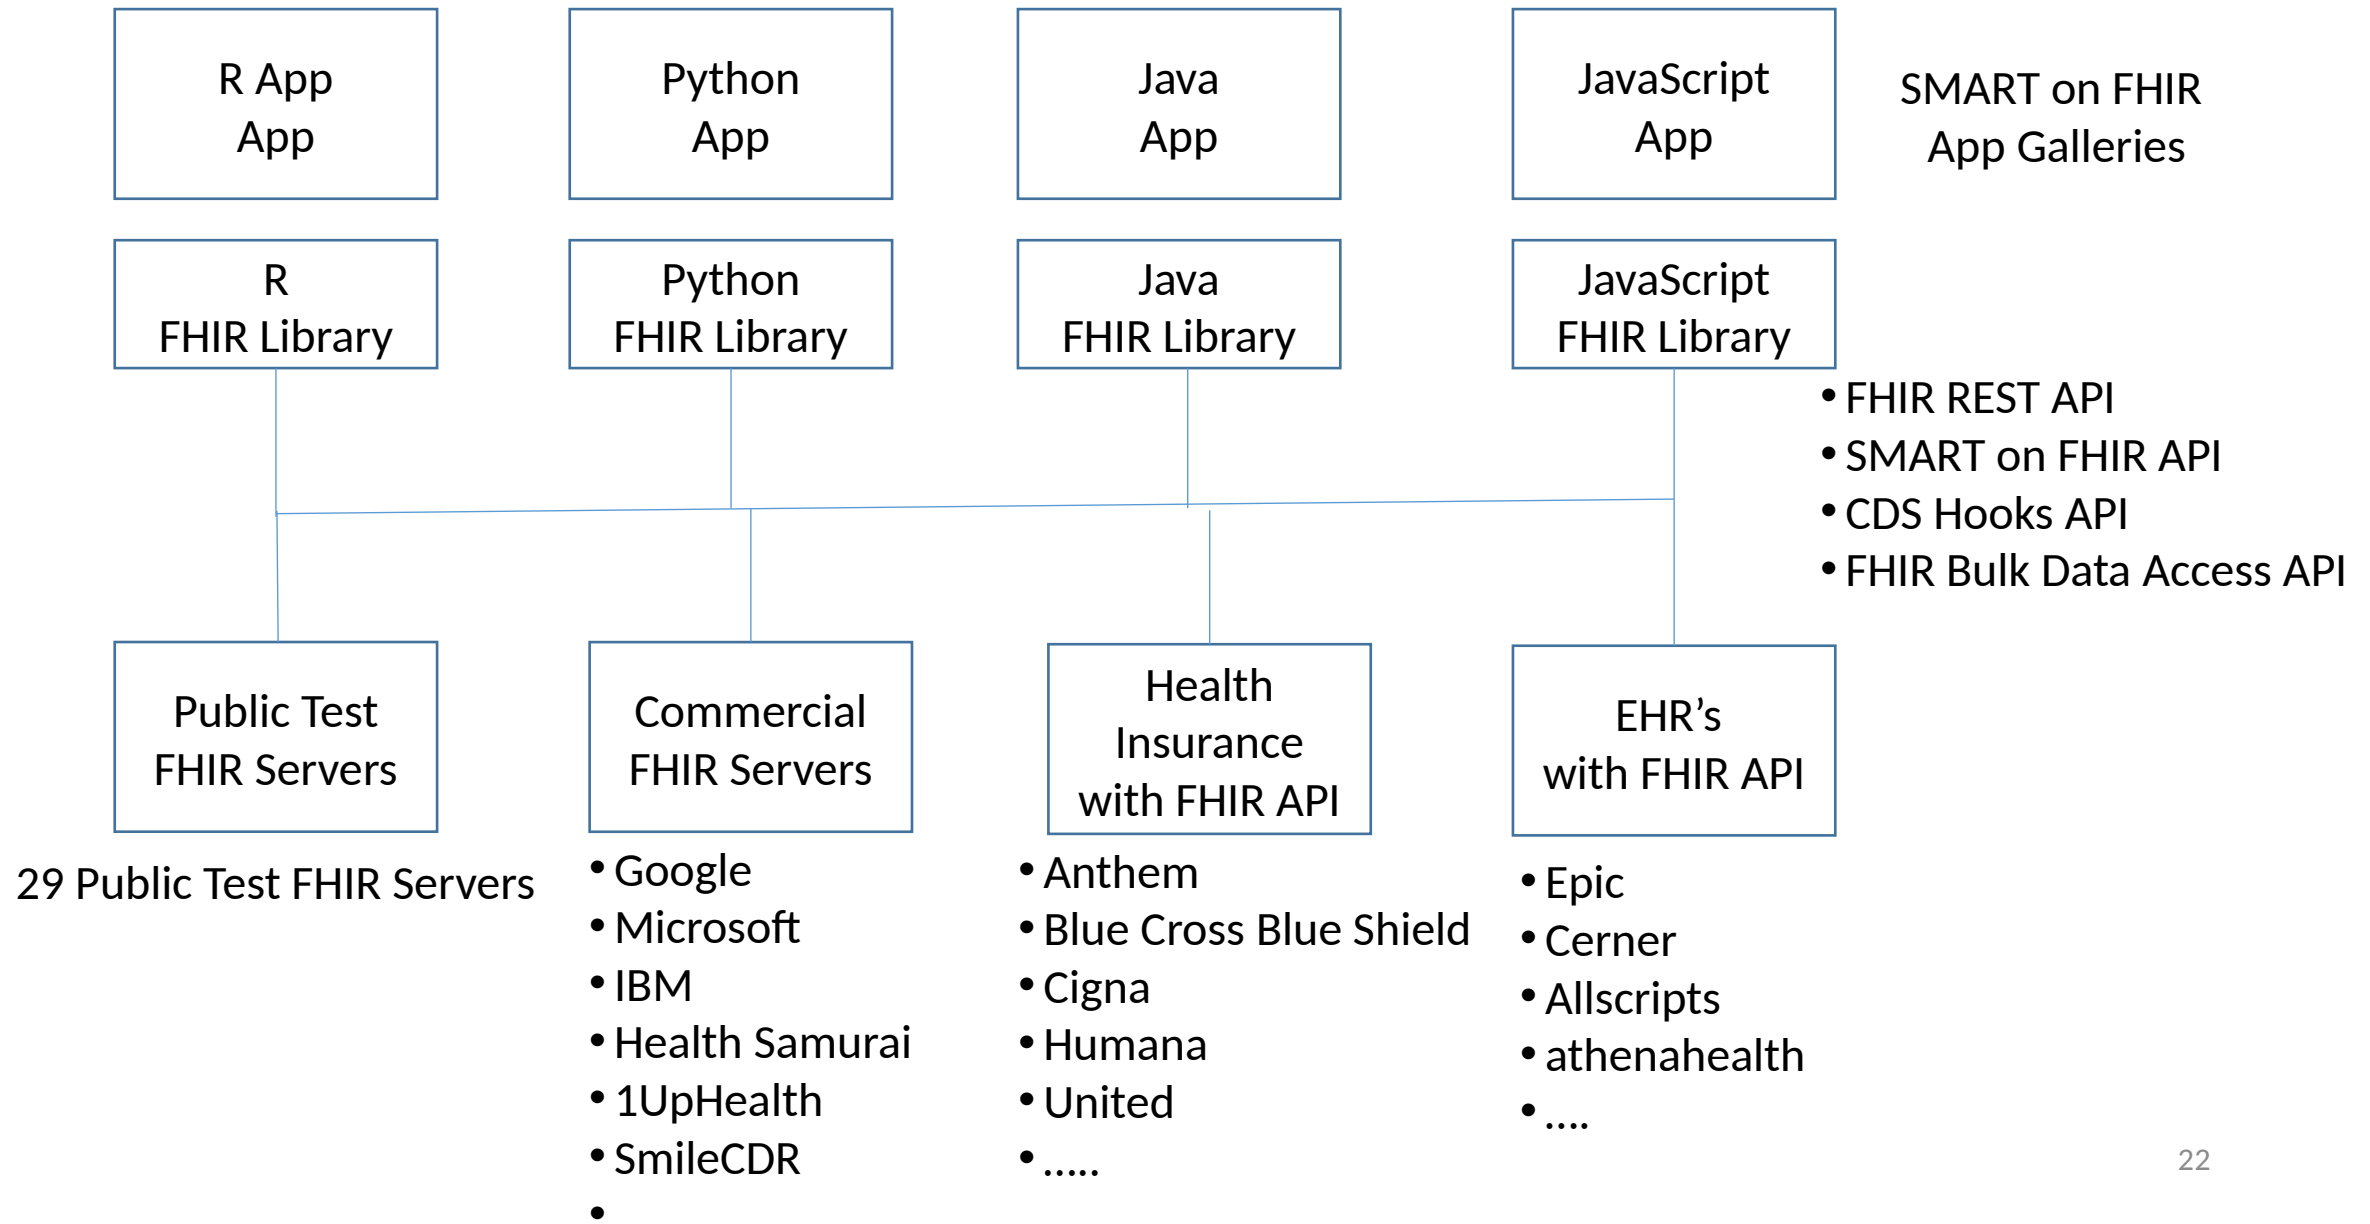 R App
App
Python
App
Java
App
JavaScript
App
SMART on FHIR
App Galleries
R
FHIR Library
Python
FHIR Library
Java
FHIR Library
JavaScript
FHIR Library
• FHIR REST API
• SMART on FHIR API
• CDS Hooks API
• FHIR Bulk Data Access API
Public Test
FHIR Servers
Commercial
FHIR Servers
Health
Insurance
with FHIR API
EHR’s
with FHIR API
29 Public Test FHIR Servers
• Google
• Microsoft
• IBM
• Health Samurai
• 1UpHealth
• SmileCDR
•
• Anthem
• Blue Cross Blue Shield
• Cigna
• Humana
• United
• .....
• Epic
• Cerner
• Allscripts
• athenahealth
• ....
22